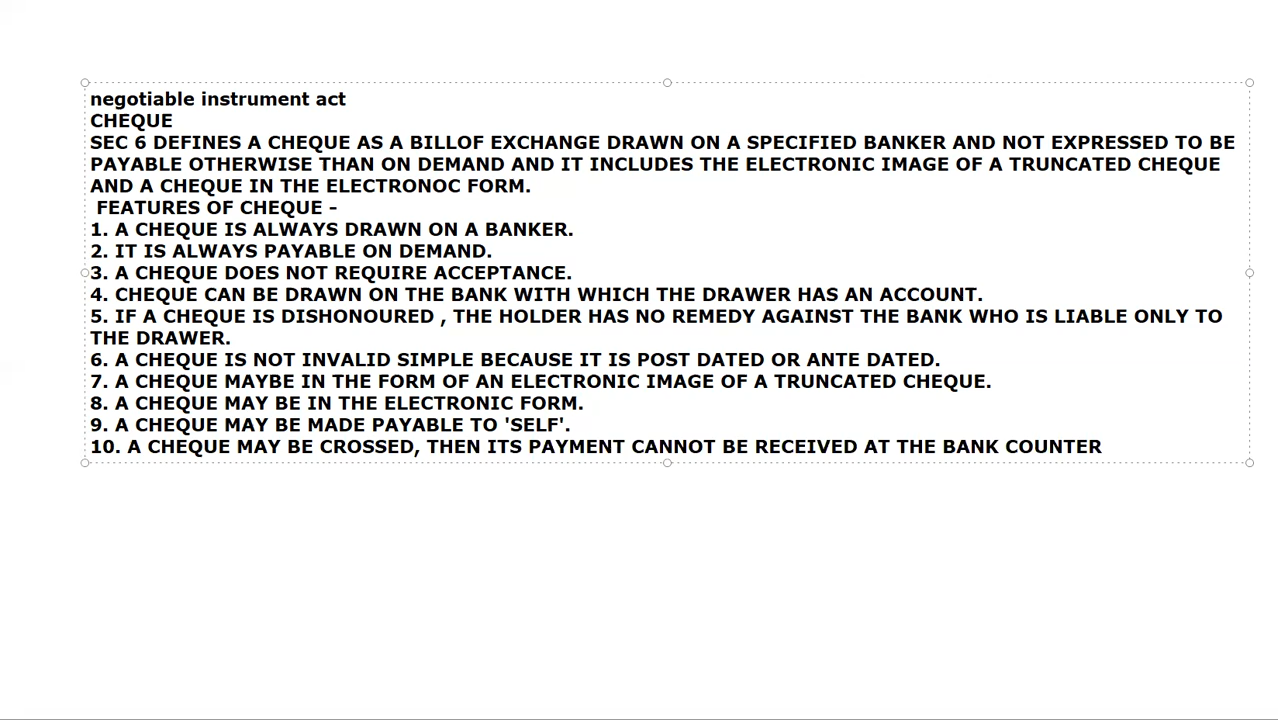 negotiable instrument act
CHEQUE
SEC 6 DEFINES A CHEQUE AS A BILLOF EXCHANGE DRAWN ON A SPECIFIED BANKER AND NOT EXPRESSED TO BE
PAYABLE OTHERWISE THAN ON DEMAND AND IT INCLUDES THE ELECTRONIC IMAGE OF A TRUNCATED CHEQUE
AND A CHEQUE IN THE ELECTRONOC FORM.
FEATURES OF CHEQUE -
1. A CHEQUE IS ALWAYS DRAWN ON A BANKER.
2. IT IS ALWAYS PAYABLE ON DEMAND.
3. A CHEQUE DOES NOT REQUIRE ACCEPTANCE.
4. CHEQUE CAN BE DRAWN ON THE BANK WITH WHICH THE DRAWER HAS AN ACCOUNT.
5. IF A CHEQUE IS DISHONOURED , THE HOLDER HAS NO REMEDY AGAINST THE BANK WHO IS LIABLE ONLY TO
THE DRAWER.
6. A CHEQUE IS NOT INVALID SIMPLE BECAUSE IT IS POST DATED OR ANTE DATED.
7. A CHEQUE MAYBE IN THE FORM OF AN ELECTRONIC IMAGE OF A TRUNCATED CHEQUE.
8. A CHEQUE MAY BE IN THE ELECTRONIC FORM.
9. A CHEQUE MAY BE MADE PAYABLE TO 'SELF'.
10. A CHEQUE MAY BE CROSSED, THEN ITS PAYMENT CANNOT BE RECEIVED AT THE BANK COUNTER